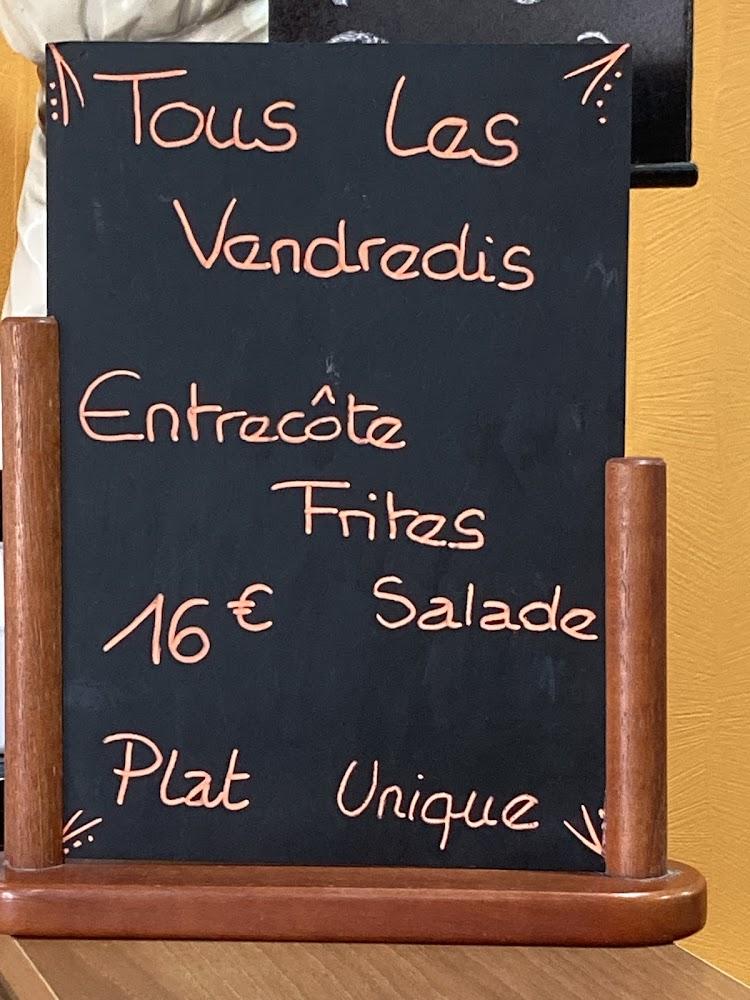 Tous Les
Vendredis
Entrecôte
Frites
16€ Salade
Plat Unique